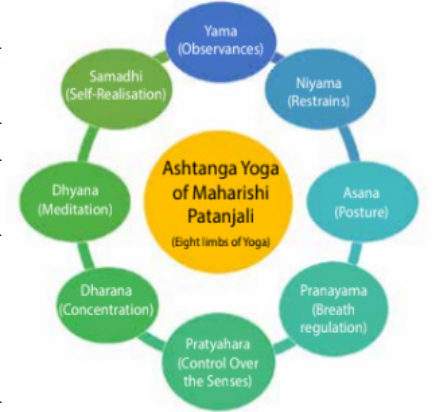 Yama
(Observances)
Niyama
(Restrains)
Asana
(Posture)
Pranayama
(Breath
regulation)
Pratyahara
(Control Over
the Senses)
Dharana
(Concentration)
Dhyana
(Meditation)
Samadhi
(Self-Realisation)
Ashtanga Yoga
of Maharishi
Patanjali
(Eight limbs of Yoga)